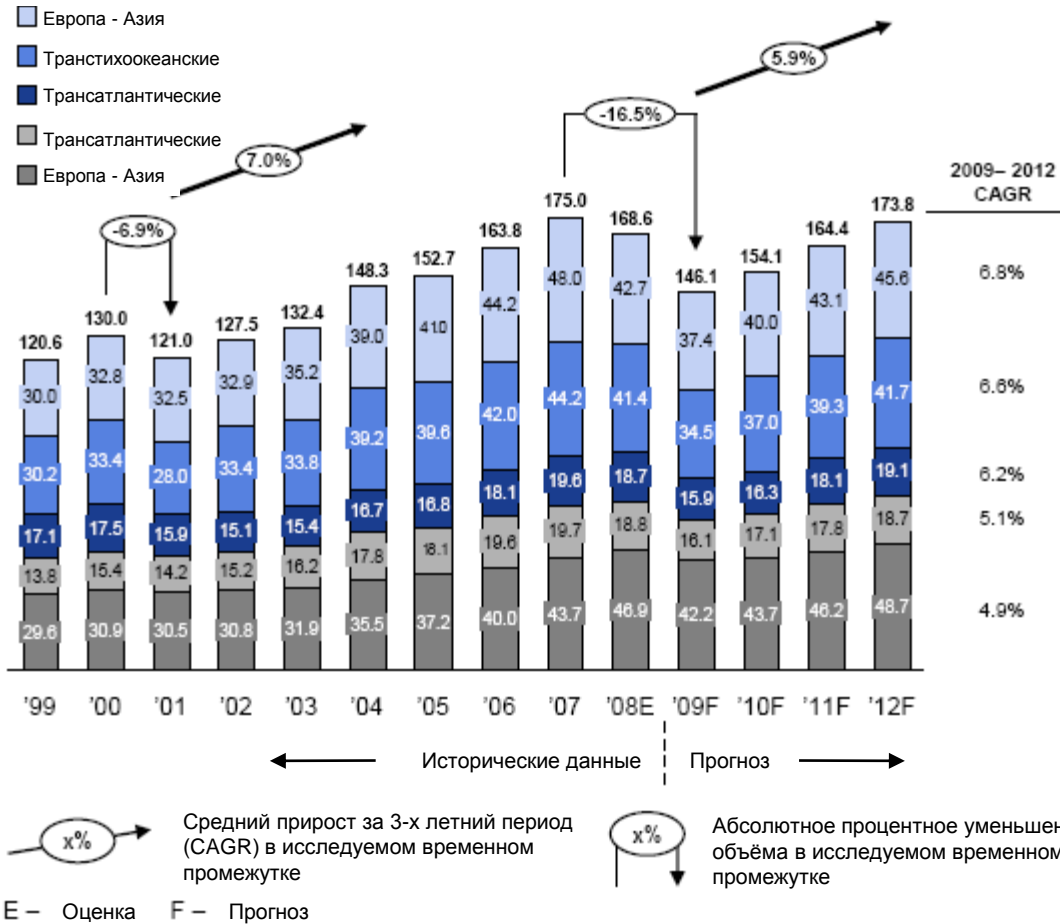 Европа - Азия
Транстихоокеанские
Трансатлантические
Трансатлантические
Европа - Азия
-6.9%
7.0%
-16.5%
5.9%
2009– 2012
CAGR
6.8%
6.6%
6.2%
5.1%
4.9%
120.6 130.0 121.0 127.5 132.4 148.3 152.7 163.8 175.0 168.6 146.1 154.1 164.4 173.8
30.0 32.8 32.5 32.9 35.2 39.0 41.0 44.2 48.0 42.7 37.4 40.0 43.1 45.6
30.2 33.4 28.0 33.4 33.8 39.2 39.6 42.0 44.2 41.4 34.5 37.0 39.3 41.7
17.1 17.5 15.9 15.1 15.4 16.7 16.8 18.1 19.6 18.7 15.9 16.3 18.1 19.1
13.8 15.4 14.2 15.2 16.2 17.8 18.1 19.6 19.7 18.8 16.1 17.1 17.8 18.7
29.6 30.9 30.5 30.8 31.9 35.5 37.2 40.0 43.7 46.9 42.2 43.7 46.2 48.7
'99 '00 '01 '02 '03 '04 '05 '06 '07 '08E '09F '10F '11F '12F
Исторические данные Прогноз
x%
Средний прирост за 3-х летний период
(CAGR) в исследуемом временном
промежутке
x%
Абсолютное процентное уменьшен
объёма в исследуемом временном
промежутке
E – Оценка F – Прогноз